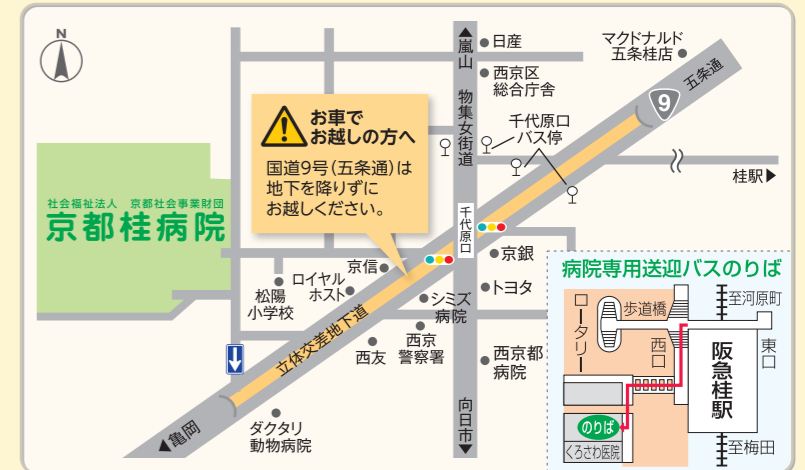 N
嵐山
日産
マクドナルド
五条桂店
西京区
総合庁舎
五条通
9
物集女街道
千代原口
バス停
お車で
お越しの方へ
国道9号(五条通)は
地下を降りずに
お越しください。
桂駅
社会福祉法人 京都社会事業財団
京都桂病院
千代原口
京信
京銀
ロイヤル
ホスト
松陽
小学校
トヨタ
シミズ
病院
立体交差地下道
西友
西京
警察署
西京都
病院
向日市
亀岡
ダクタリ
動物病院
病院専用送迎バスのりば
至河原町
歩道橋
ロータリー
西口
阪急桂駅
東口
のりば
くろさわ医院
至梅田